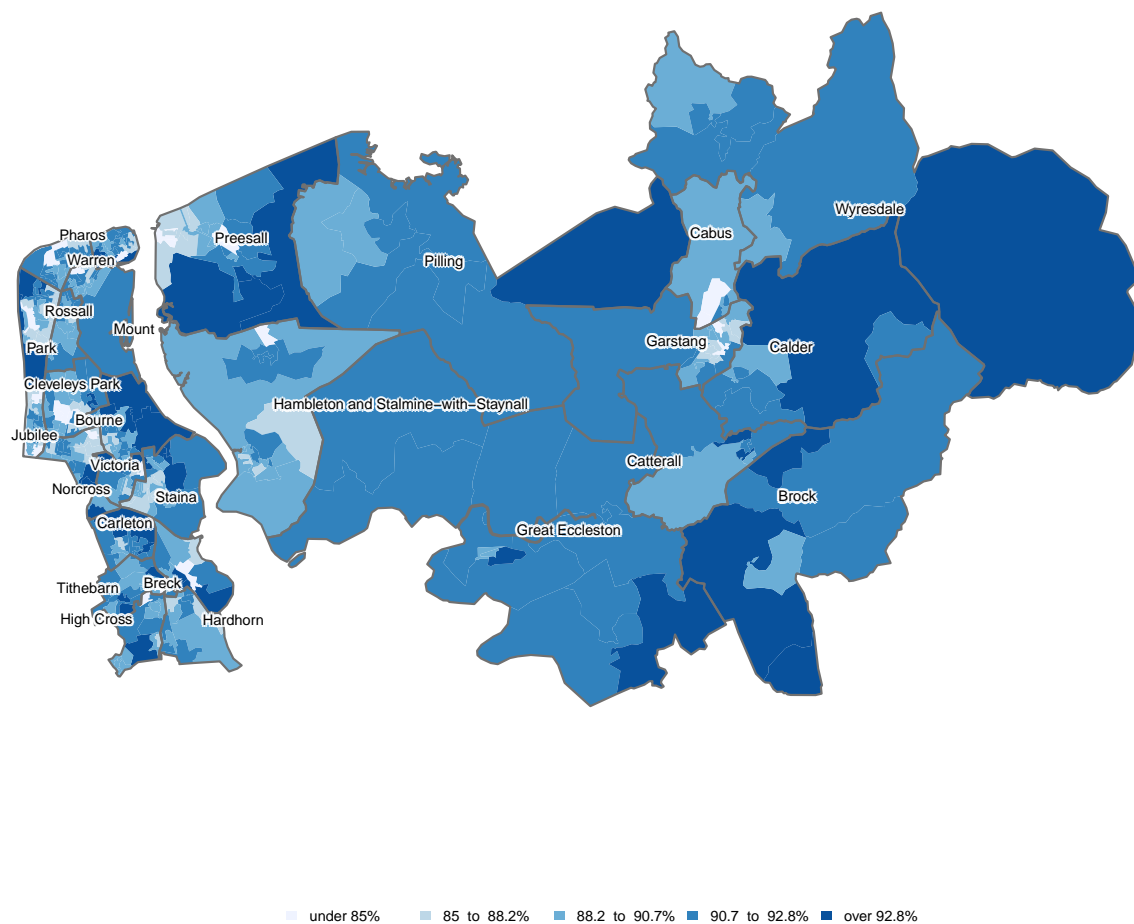 Wyresdale
Cabus
Pharos
Preesall
Warren
Pilling
Rossall
Mount
Garstang
Park
Calder
Cleveleys Park
Hambleton and Stalmine−with−Staynall
Bourne
Jubilee
Victoria
Catterall
Norcross
Staina
Brock
Carleton
Great Eccleston
Tithebarn
Breck
High Cross
Hardhorn
under 85% 85 to 88.2% 88.2 to 90.7% 90.7 to 92.8% over 92.8%